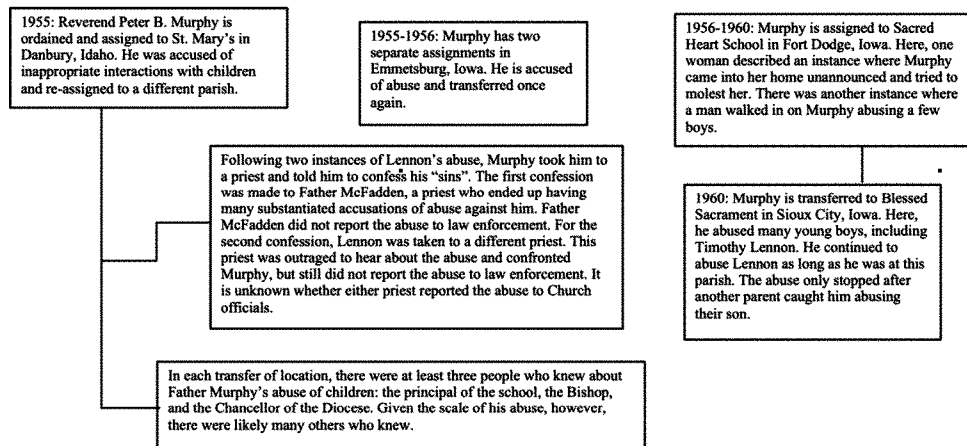 1955: Reverend Peter B. Murphy is
ordained and assigned to St. Mary's in
Danbury, Idaho. He was accused of
inappropriate interactions with children
and re-assigned to a different parish.
1955-1956: Murphy has two
separate assignments in
Emmetsburg, Iowa. He is accused
of abuse and transferred once
again.
1956-1960: Murphy is assigned to Sacred
Heart School in Fort Dodge, Iowa. Here, one
woman described an instance where Murphy
came into her home unannounced and tried to
molest her. There was another instance where
a man walked in on Murphy abusing a few
boys.
Following two instances of Lennon's abuse, Murphy took him to
a priest and told him to confess his “sins”. The first confession
was made to Father McFadden, a priest who ended up having
many substantiated accusations of abuse against him. Father
McFadden did not report the abuse to law enforcement. For the
second confession, Lennon was taken to a different priest. This
priest was outraged to hear about the abuse and confronted
Murphy, but still did not report the abuse to law enforcement. It
is unknown whether either priest reported the abuse to Church
officials.
1960: Murphy is transferred to Blessed
Sacrament in Sioux City, Iowa. Here,
he abused many young boys, including
Timothy Lennon. He continued to
abuse Lennon as long as he was at this
parish. The abuse only stopped after
another parent caught him abusing
their son.
In each transfer of location, there were at least three people who knew about
Father Murphy's abuse of children: the principal of the school, the Bishop,
and the Chancellor of the Diocese. Given the scale of his abuse, however,
there were likely many others who knew.